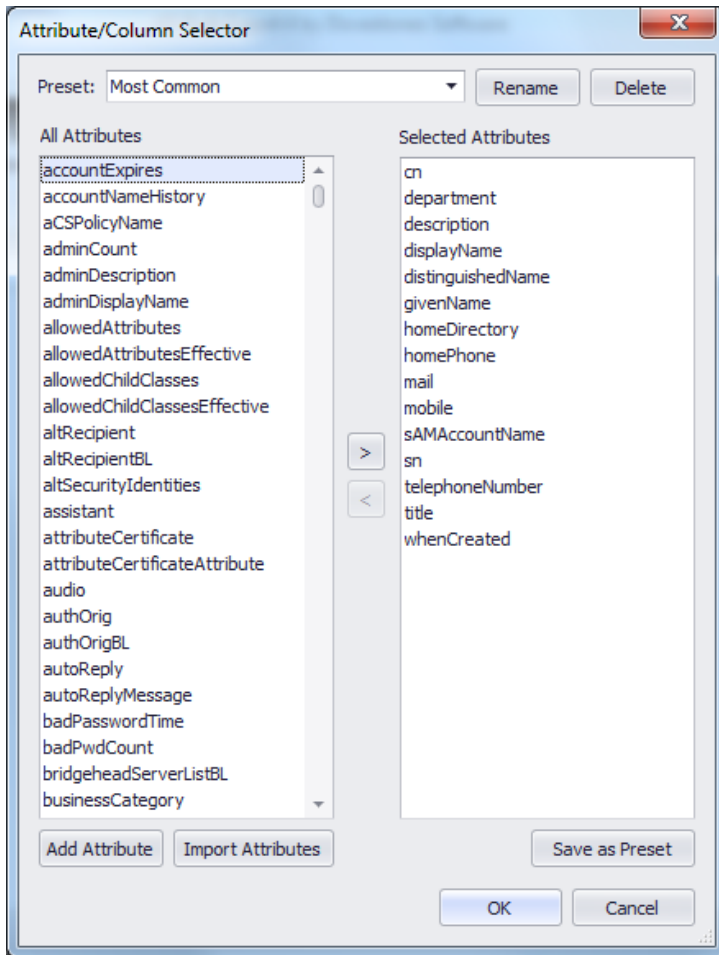 Attribute/Column Selector
Preset: Most Common Rename Delete
All Attributes
accountExpires
accountNameHistory
aCSPolicyName
adminCount
adminDescription
adminDisplayName
allowedAttributes
allowedAttributesEffective
allowedChildClasses
allowedChildClassesEffective
altRecipient
altRecipientBL
altSecurityIdentities
assistant
attributeCertificate
attributeCertificateAttribute
audio
authOrig
authOrigBL
autoReply
autoReplyMessage
badPasswordTime
badPwdCount
bridgeheadServerListBL
businessCategory
Add Attribute Import Attributes
>
<
Selected Attributes
cn
department
description
displayName
distinguishedName
givenName
homeDirectory
homePhone
mail
mobile
sAMAccountName
sn
telephoneNumber
title
whenCreated
Save as Preset
OK Cancel